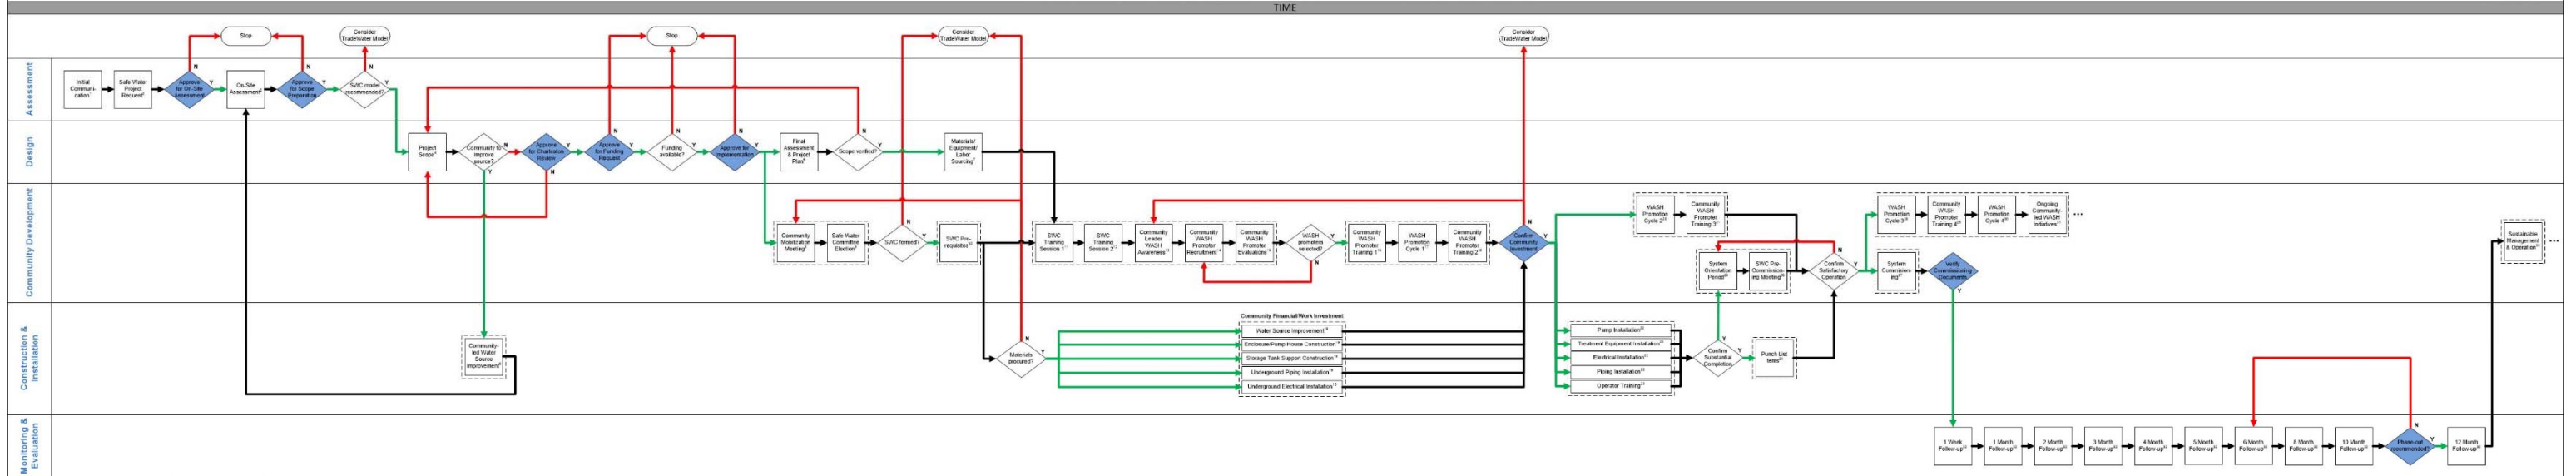 TIME
Stop
Consider
TradeWater Model
Stop
Consider
TradeWater Model
Consider
TradeWater Model
Assessment
Initial
Communi-
cation
Safe Water
Project
Request
Approve
for On-Site
Assessment
N
Y
On-Site
Assessment
Approve
for Scope
Preparation
N
Y
SWC model
recommended?
N
Y
Design
Project
Scope
Community to
improve
source?
N
Y
Approve
for Charleston
Review
Y
N
Approve
for Funding
Request
N
Y
Funding
available?
N
Y
Approve for
Implementation
N
Y
Final
Assessment
& Project
Plan
Scope verified?
N
Y
Materials/
Equipment/
Labor
Sourcing
Community Development
Community
Mobilization
Meeting
Safe Water
Committee
Election
SWC formed?
N
Y
SWC Pre-
requisites
SWC
Training
Session 1
SWC
Training
Session 2
Community
Leader
WASH
Awareness
Community
WASH
Promoter
Recruitment
Community
WASH
Promoter
Evaluations
WASH
promoters
selected?
Y
N
Community
WASH
Promoter
Training 1
WASH
Promotion
Cycle 1
Community
WASH
Promoter
Training 2
Confirm
Community
Investment
N
Y
WASH
Promotion
Cycle 2
Community
WASH
Promoter
Training 3
System
Orientation
Period
SWC Pre-
Commission-
ing Meeting
Confirm
Satisfactory
Operation
N
Y
WASH
Promotion
Cycle 3
Community
WASH
Promoter
Training 4
WASH
Promotion
Cycle 4
Ongoing
Community-
led WASH
Initiatives
...
System
Commission-
ing
Verify
Commissioning
Documents
Y
Sustainable
Management
& Operation
...
Construction &
Installation
Community-
led Water
Source
Improvement
Materials
procured?
N
Y
Community Financial/Work Investment
Water Source Improvement
Enclosure/Pump House Construction
Storage Tank Support Construction
Underground Piping Installation
Underground Electrical Installation
Pump Installation
Treatment Equipment Installation
Electrical Installation
Piping Installation
Operator Training
Confirm
Substantial
Completion
Y
Y
Punch List
Items
Monitoring &
Evaluation
1 Week
Follow-up
1 Month
Follow-up
2 Month
Follow-up
3 Month
Follow-up
4 Month
Follow-up
5 Month
Follow-up
6 Month
Follow-up
8 Month
Follow-up
10 Month
Follow-up
Phase-out
recommended?
N
Y
12 Month
Follow-up